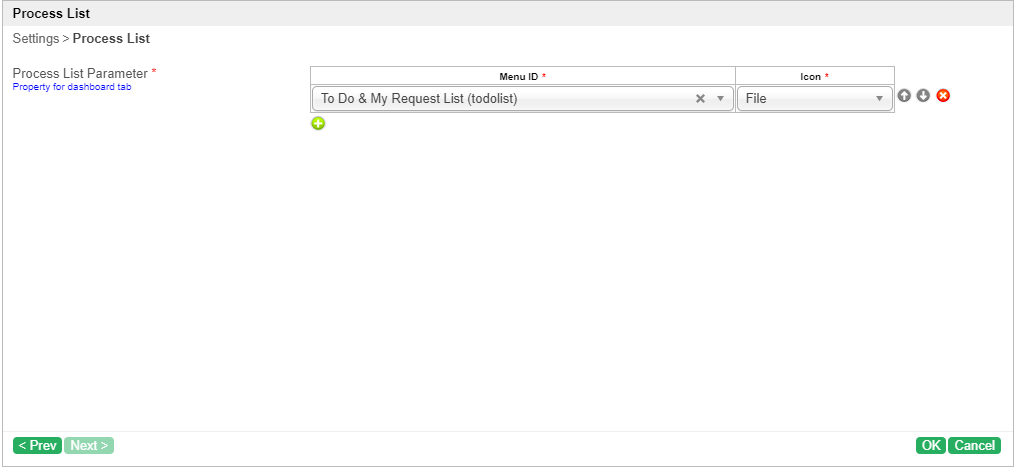 Process List
Settings > Process List
Process List Parameter *
Property for dashboard tab
Menu ID * Icon *
To Do & My Request List (todolist) File
< Prev Next > OK Cancel